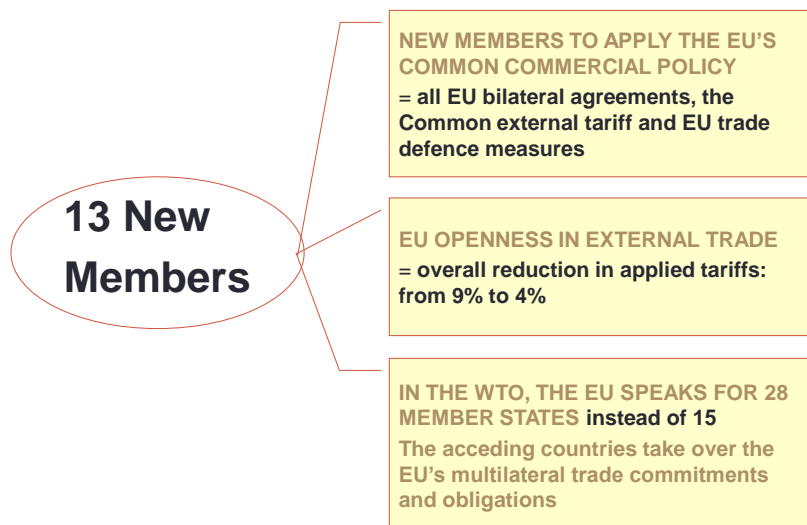 13 New
Members
NEW MEMBERS TO APPLY THE EU'S
COMMON COMMERCIAL POLICY
= all EU bilateral agreements, the
Common external tariff and EU trade
defence measures
EU OPENNESS IN EXTERNAL TRADE
= overall reduction in applied tariffs:
from 9% to 4%
IN THE WTO, THE EU SPEAKS FOR 28
MEMBER STATES instead of 15
The acceding countries take over the
EU's multilateral trade commitments
and obligations